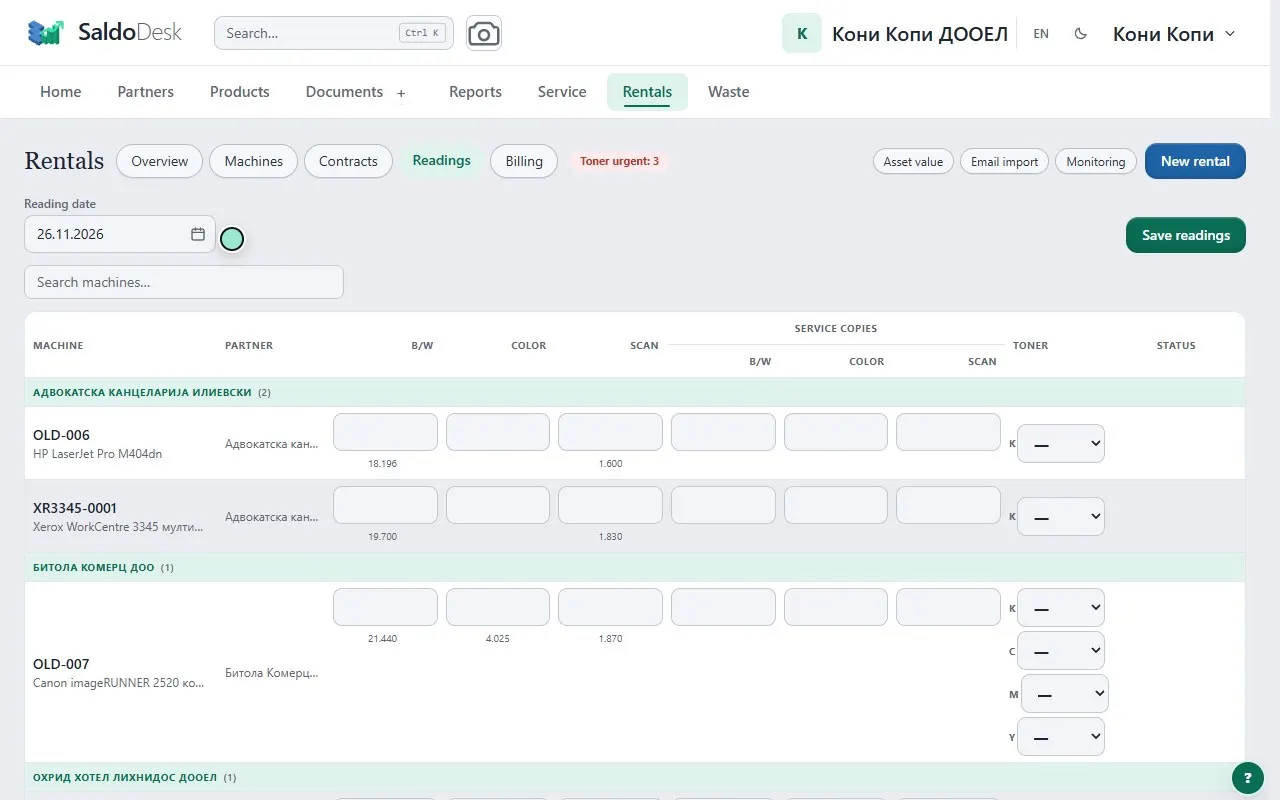 SaldoDesk
Search...
Ctrl K
K
Кони Копи ДООЕЛ
EN
Кони Копи
Home
Partners
Products
Documents +
Reports
Service
Rentals
Waste
Rentals
Overview
Machines
Contracts
Readings
Billing
Toner urgent: 3
Asset value
Email import
Monitoring
New rental
Reading date
26.11.2026
Save readings
Search machines...
SERVICE COPIES
MACHINE PARTNER B/W COLOR SCAN TONER STATUS
B/W COLOR SCAN
АДВОКАТСКА КАНЦЕЛАРИЈА ИЛИЕВСКИ (2)
OLD-006
HP LaserJet Pro M404dn
Адвокатска кан...
K —
18.196 1.600
XR3345-0001
Xerox WorkCentre 3345 мулти...
Адвокатска кан...
K —
19.700 1.830
БИТОЛА КОМЕРЦ ДОО (1)
K —
21.440 4.025 1.870
C —
OLD-007
Canon imageRUNNER 2520 ко...
Битола Комерц...
M —
Y —
ОХРИД ХОТЕЛ ЛИХНИДОС ДООЕЛ (1)
?